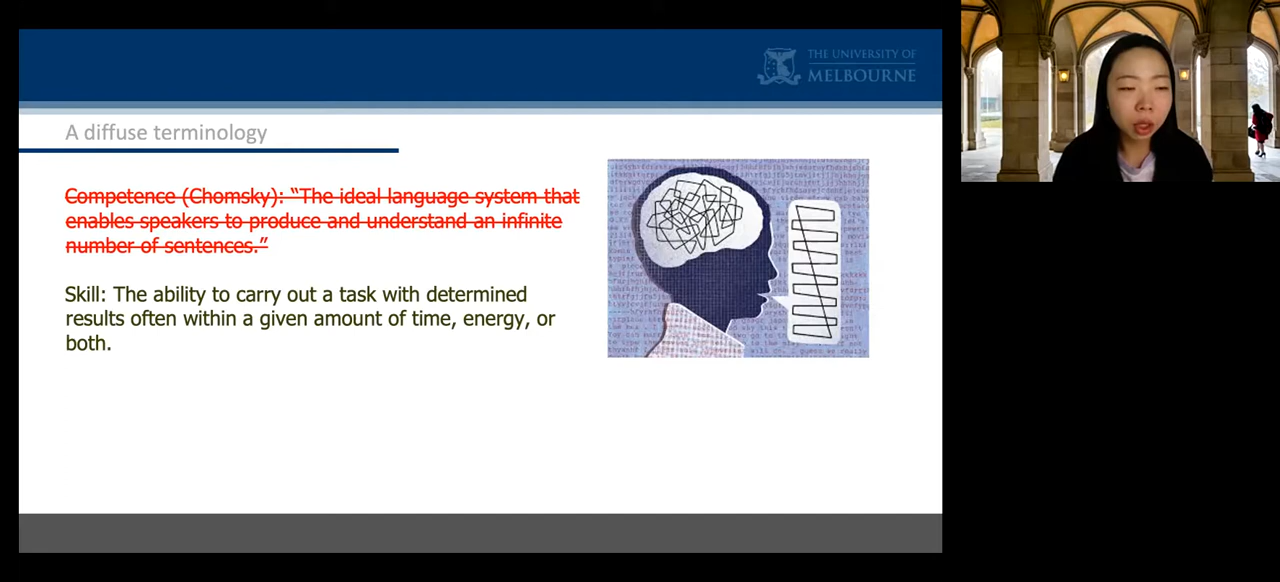 THE UNIVERSITY OF
MELBOURNE
A diffuse terminology
Competence (Chomsky): “The ideal language system that
enables speakers to produce and understand an infinite
number of sentences.”
Skill: The ability to carry out a task with determined
results often within a given amount of time, energy, or
both.